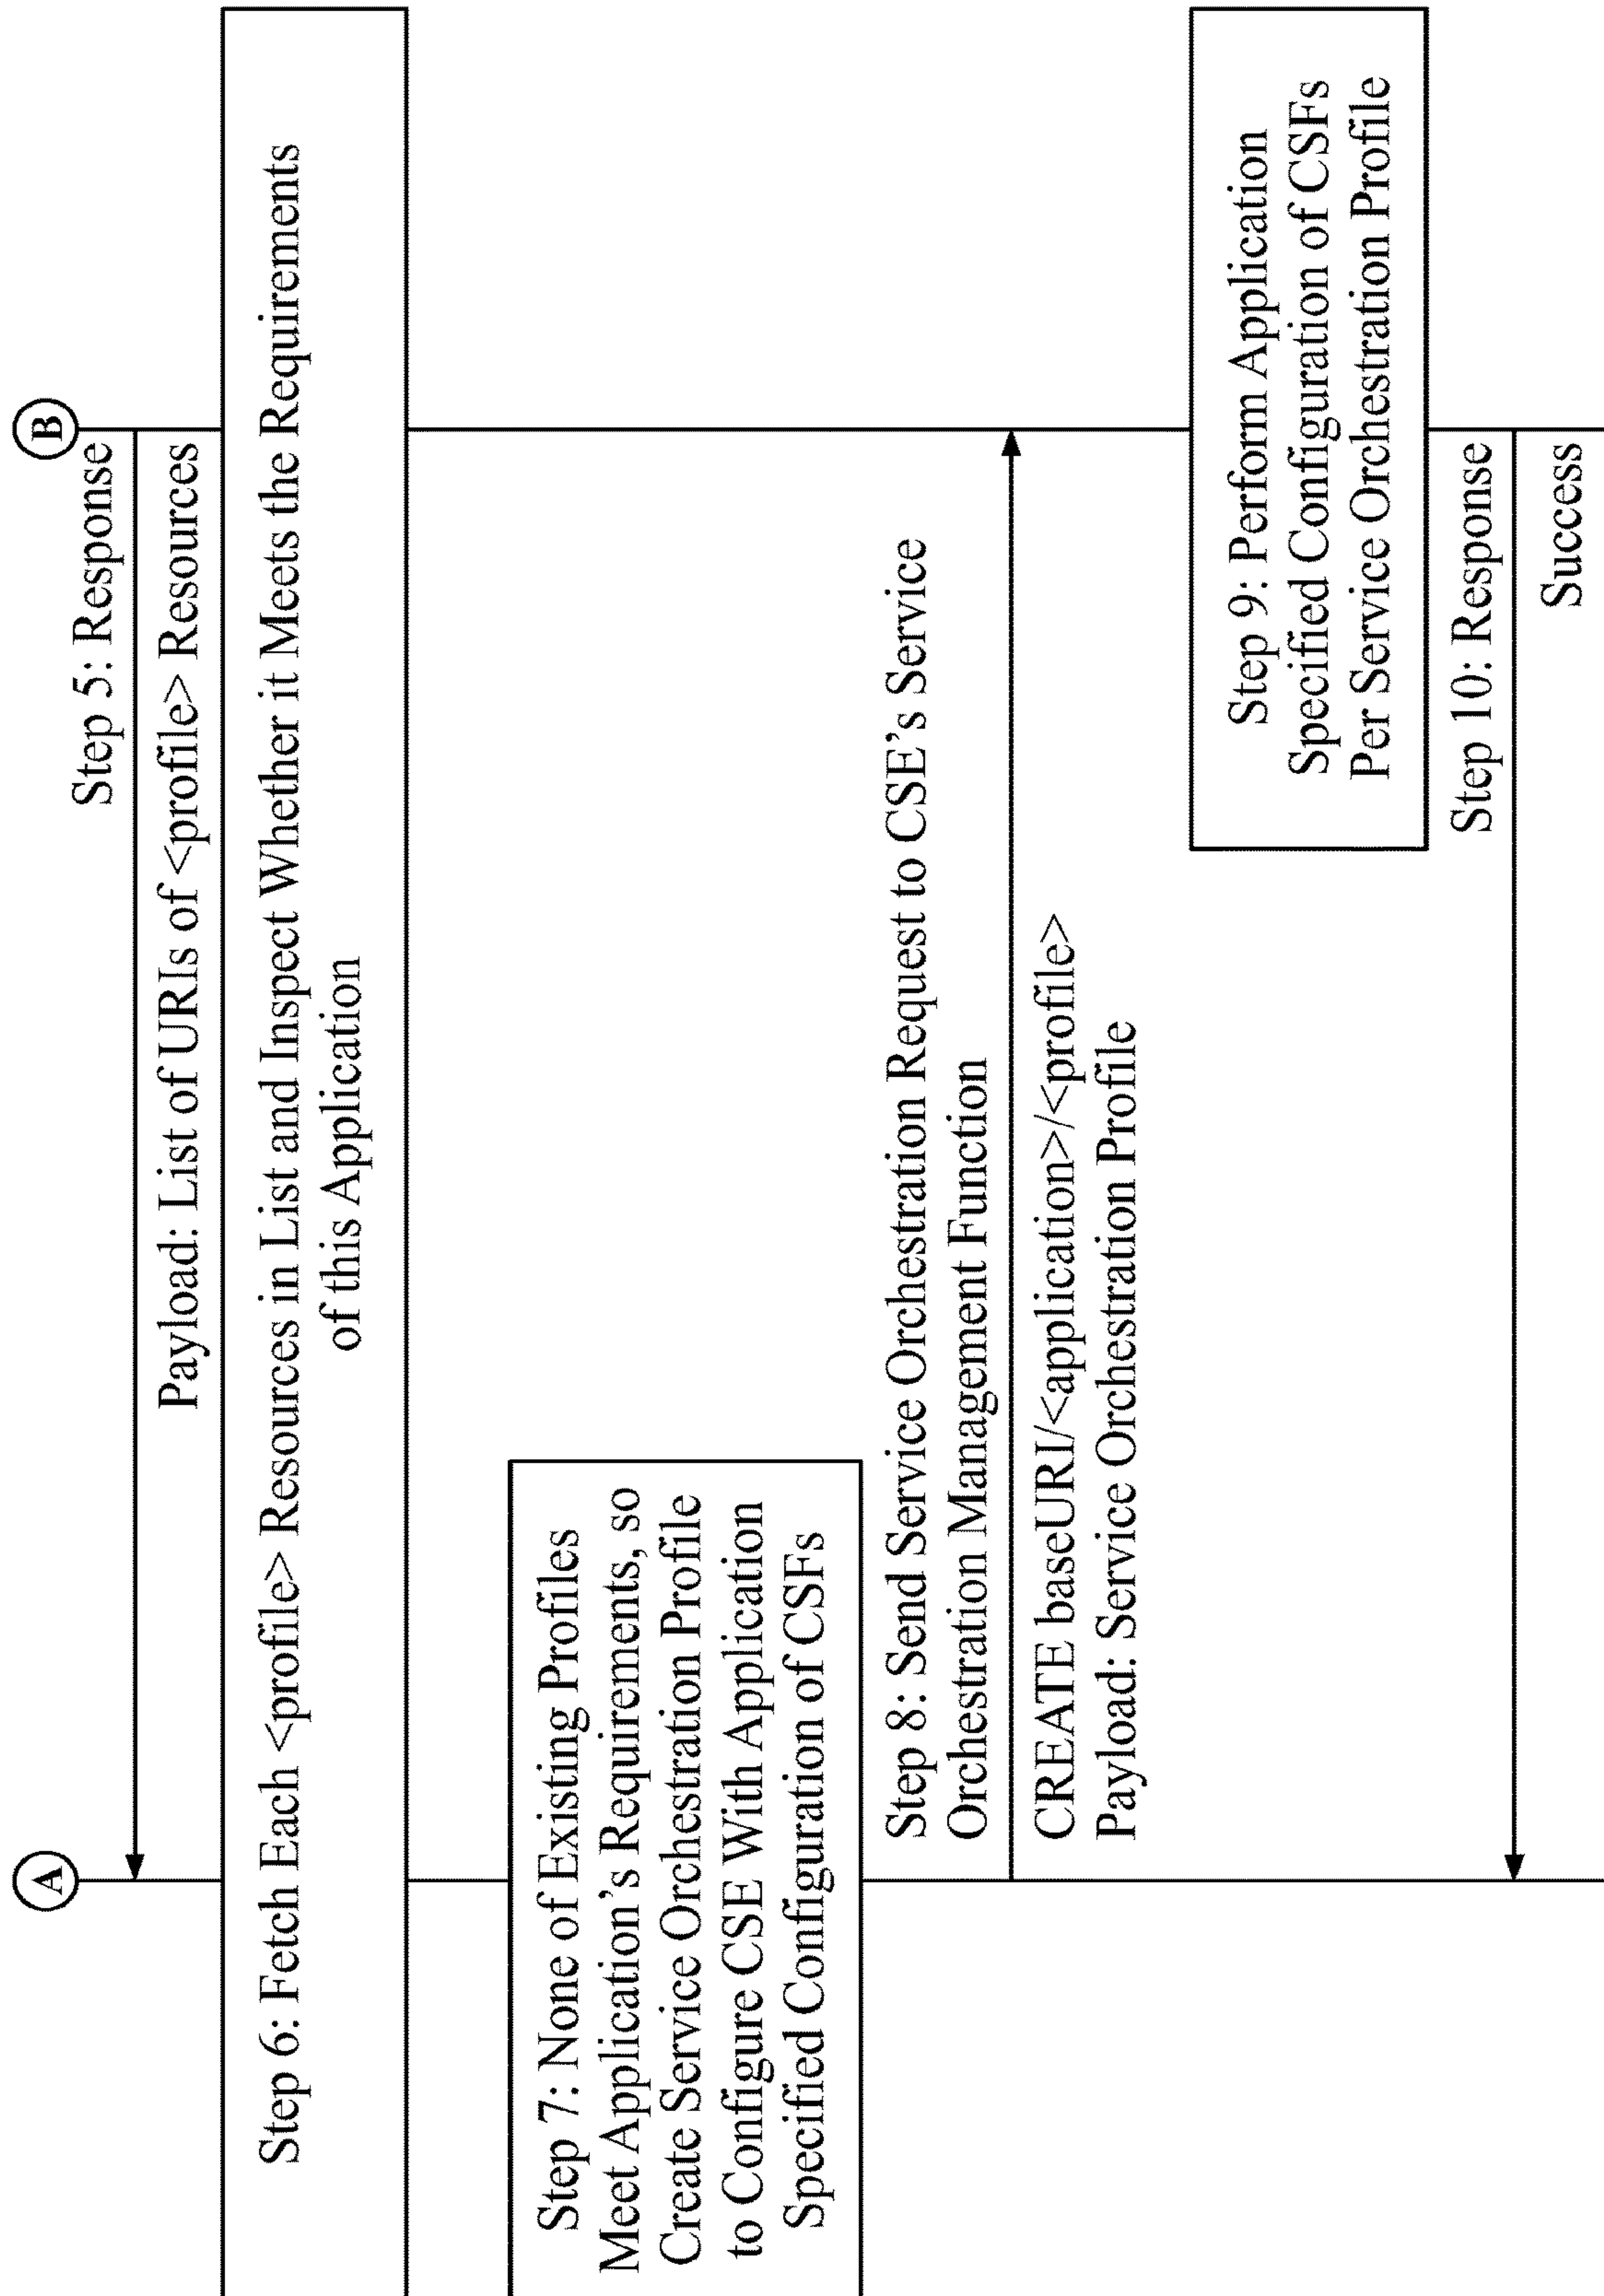 A
B
Step 5: Response
Payload: List of URIs of <profile> Resources
Step 6: Fetch Each <profile> Resources in List and Inspect Whether it Meets the Requirements
of this Application
Step 7: None of Existing Profiles
Meet Application's Requirements, so
Create Service Orchestration Profile
to Configure CSE With Application
Specified Configuration of CSFs
Step 8: Send Service Orchestration Request to CSE's Service
Orchestration Management Function
CREATE baseURI/<application>/<profile>
Payload: Service Orchestration Profile
Step 9: Perform Application
Specified Configuration of CSFs
Per Service Orchestration Profile
Step 10: Response
Success